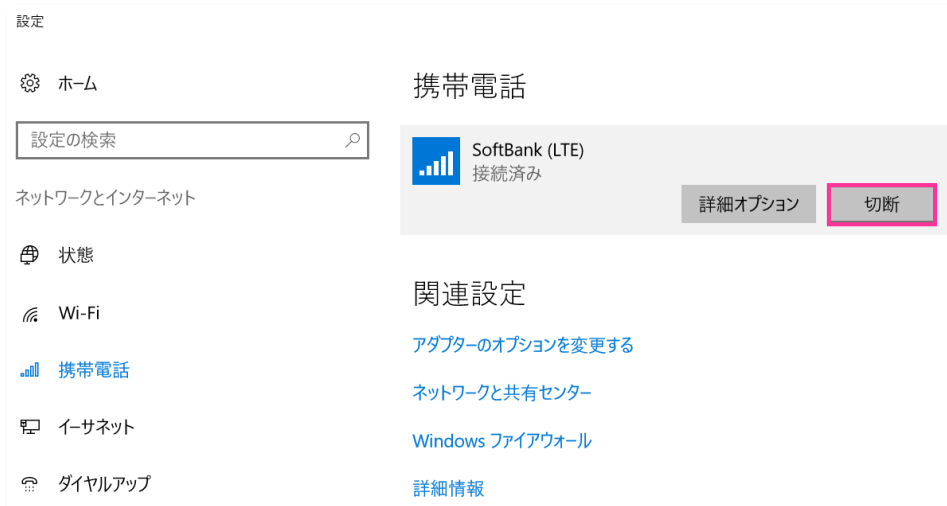 設定
ホーム
設定の検索
ネットワークとインターネット
状態
Wi-Fi
携帯電話
イーサネット
ダイヤルアップ
携帯電話
SoftBank (LTE)
接続済み
詳細オプション
切断
関連設定
アダプターのオプションを変更する
ネットワークと共有センター
Windows ファイアウォール
詳細情報